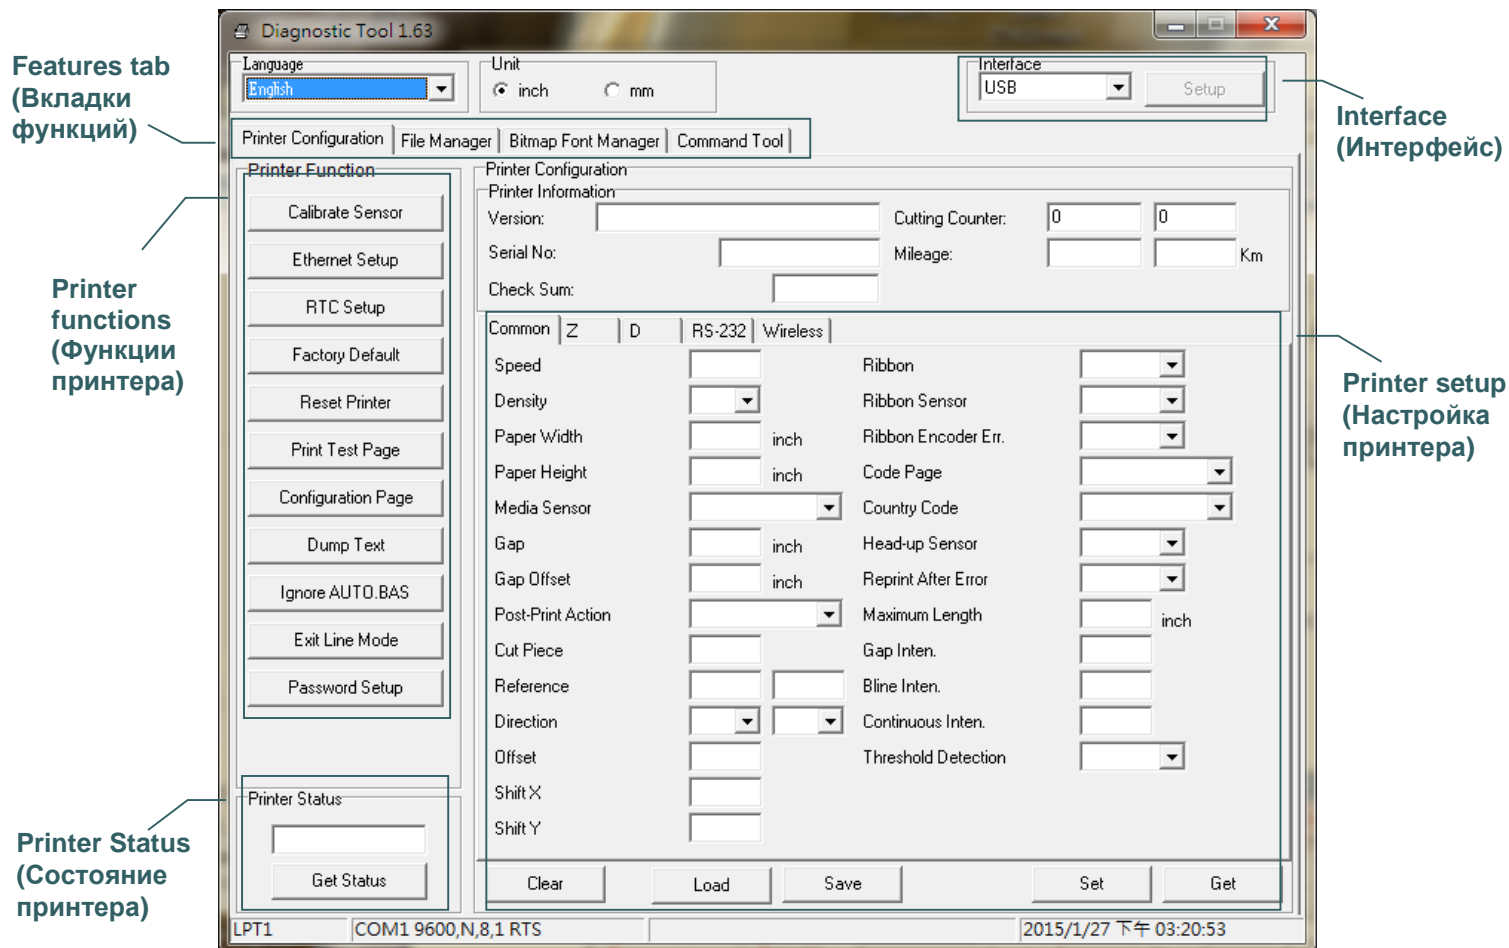 Diagnostic Tool 1.63
Features tab
(Вкладки
функций)
Language
English
Unit
inch
mm
Interface
USB
Setup
Interface
(Интерфейс)
Printer Configuration
File Manager
Bitmap Font Manager
Command Tool
Printer Function
Calibrate Sensor
Ethernet Setup
RTC Setup
Factory Default
Reset Printer
Print Test Page
Configuration Page
Dump Text
Ignore AUTO.BAS
Exit Line Mode
Password Setup
Printer
functions
(Функции
принтера)
Printer Configuration
Printer Information
Version:
Cutting Counter:
0
0
Serial No:
Mileage:
Km
Check Sum:
Common
Z
D
RS-232
Wireless
Speed
Ribbon
Density
Ribbon Sensor
Paper Width
inch
Ribbon Encoder Err.
Paper Height
inch
Code Page
Media Sensor
Country Code
Gap
inch
Head-up Sensor
Gap Offset
inch
Reprint After Error
Post-Print Action
Maximum Length
inch
Cut Piece
Gap Inten.
Reference
Bline Inten.
Direction
Continuous Inten.
Offset
Threshold Detection
Shift X
Shift Y
Printer setup
(Настройка
принтера)
Printer Status
Get Status
Printer Status
(Состояние
принтера)
Clear
Load
Save
Set
Get
LPT1
COM1 9600,N,8,1 RTS
2015/1/27 下午 03:20:53